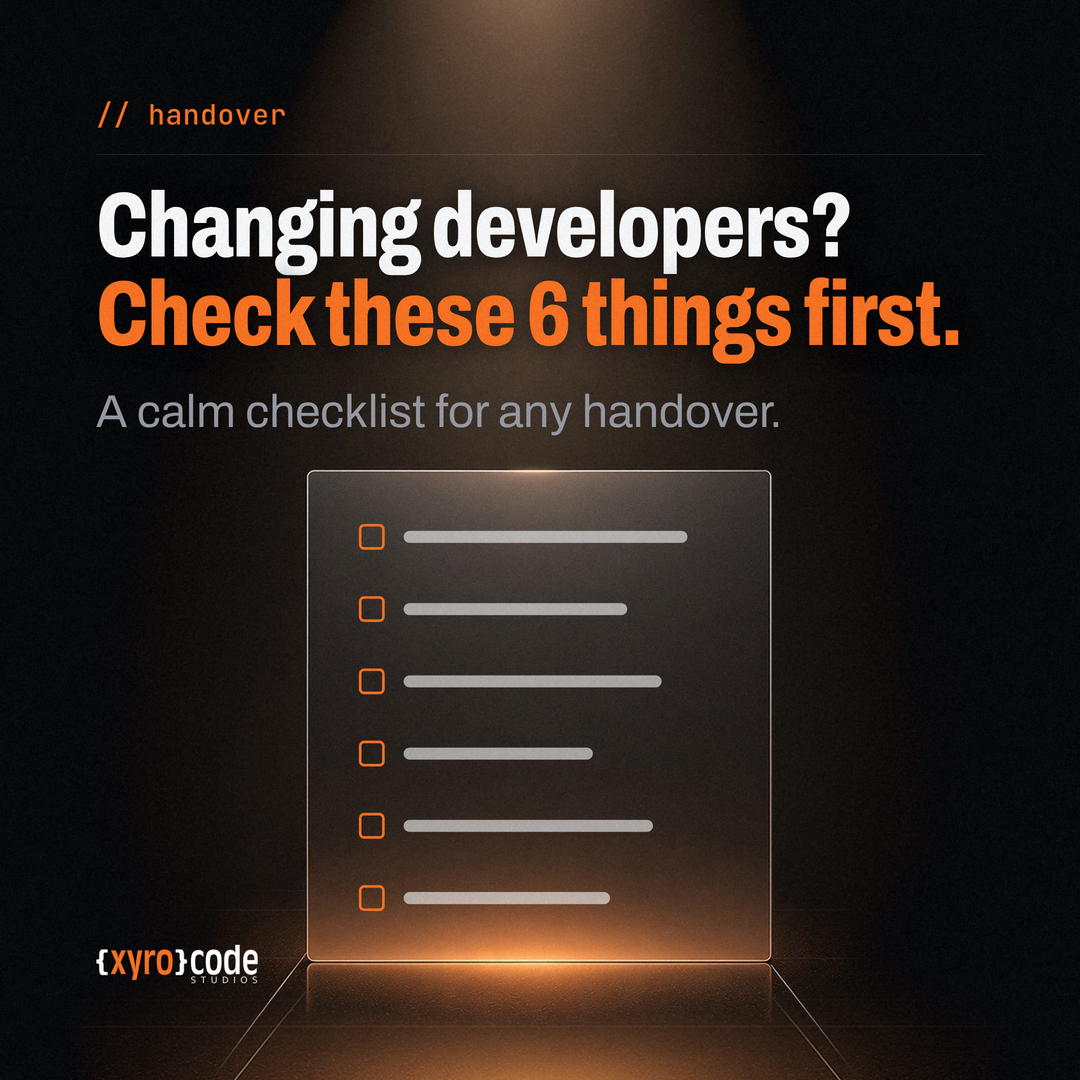 // handover
Changing developers?
Check these 6 things first.
A calm checklist for any handover.
{xyro}code
STUDIOS